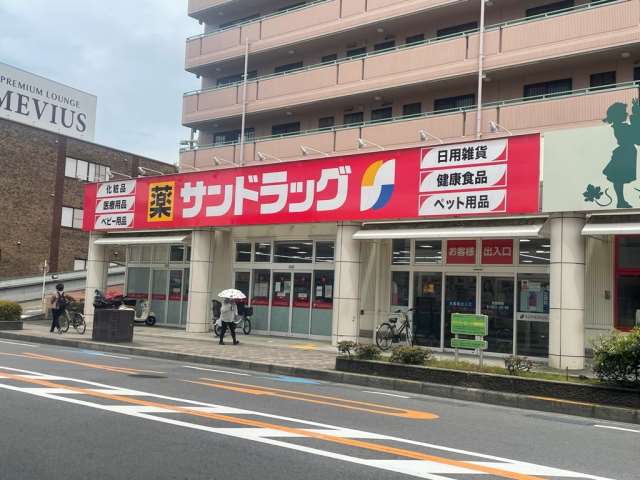 PREMIUM LOUNGE
MEVIUS
化粧品
医療用品
ベビー用品
薬
サンドラッグ
日用雑貨
健康食品
ペット用品
お客様
出入口